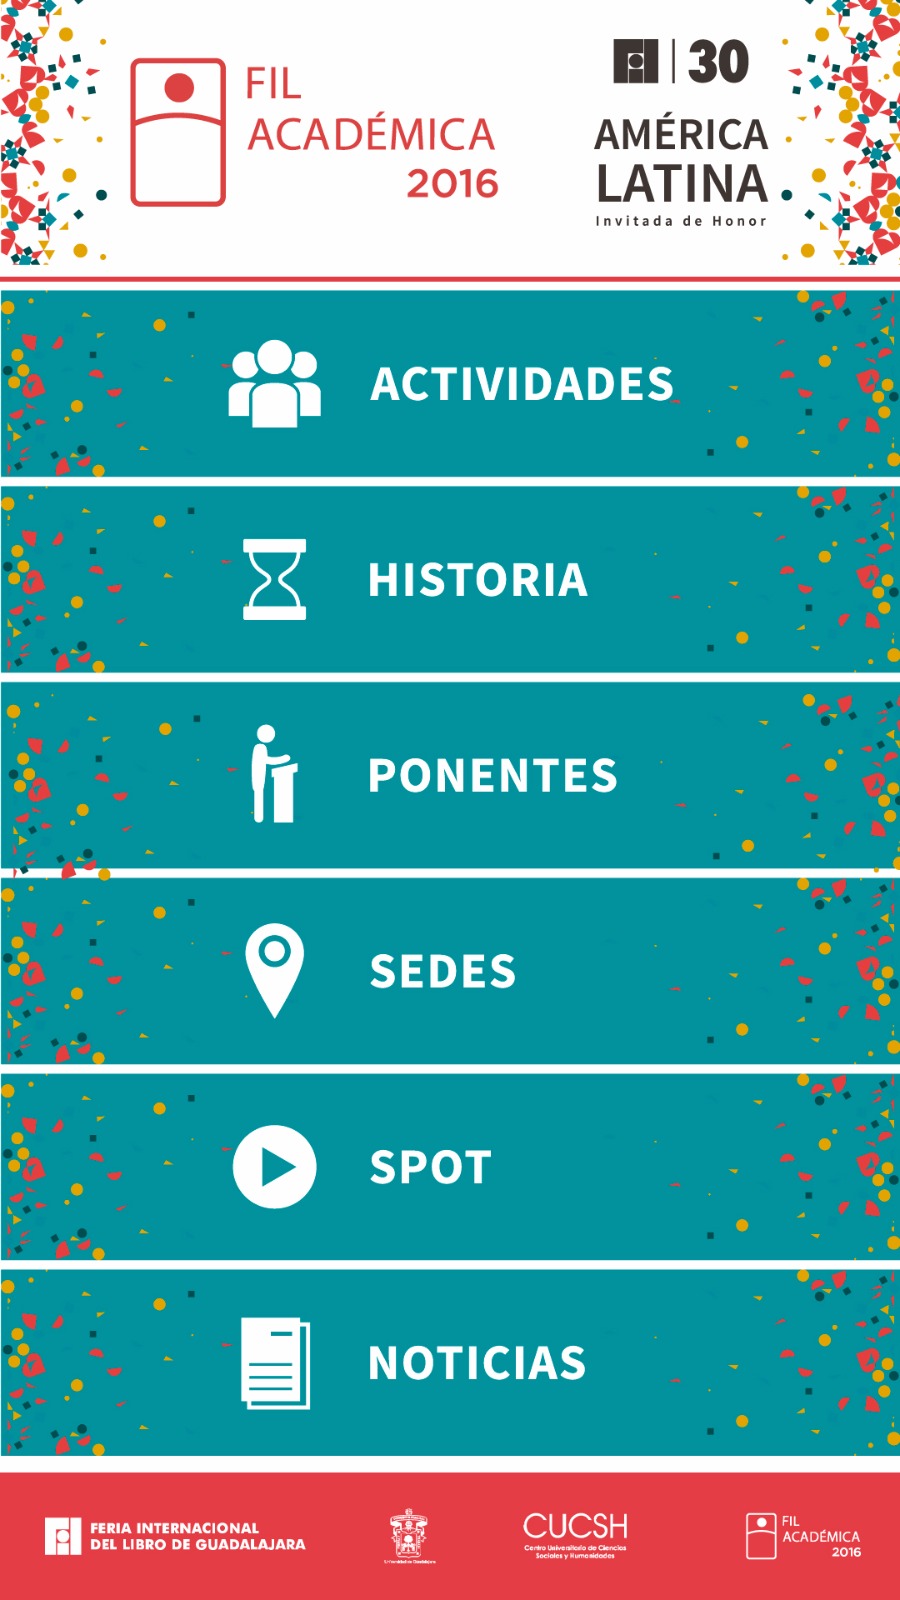 FIL
ACADÉMICA
2016
FIL 30
AMÉRICA
LATINA
Invitada de Honor
ACTIVIDADES
HISTORIA
PONENTES
SEDES
SPOT
NOTICIAS
FERIA INTERNACIONAL
DEL LIBRO DE GUADALAJARA
Universidad de Guadalajara
CUCSH
Centro Universitario de Ciencias
Sociales y Humanidades
FIL
ACADÉMICA
2016